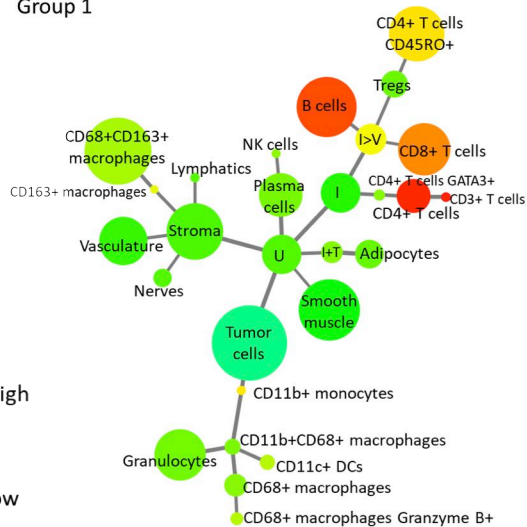 Group 1
CD4+ T cells
CD45RO+
Tregs
B cells
I>V
CD8+ T cells
NK cells
CD68+CD163+
macrophages
Lymphatics
CD163+ macrophages
Plasma
cells
I
CD4+ T cells GATA3+
CD3+ T cells
CD4+ T cells
Stroma
Vasculature
U
I+T
Adipocytes
Nerves
Smooth
muscle
Tumor
cells
CD11b+ monocytes
igh
CD11b+CD68+ macrophages
Granulocytes
CD11c+ DCs
CD68+ macrophages
ow
CD68+ macrophages Granzyme B+